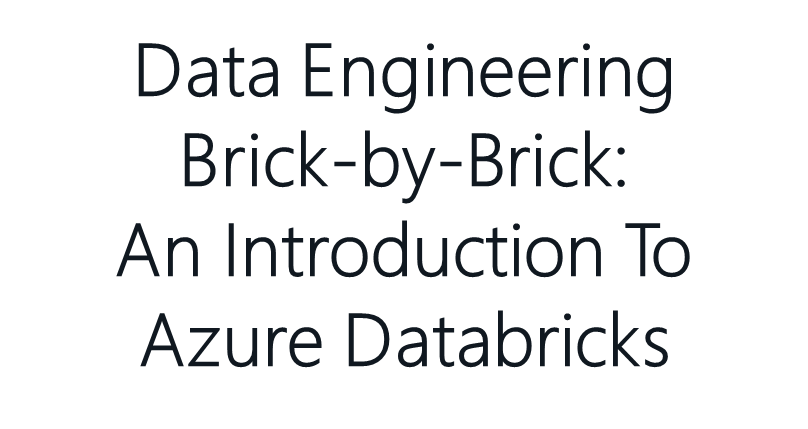 Data Engineering
Brick-by-Brick:
An Introduction To
Azure Databricks